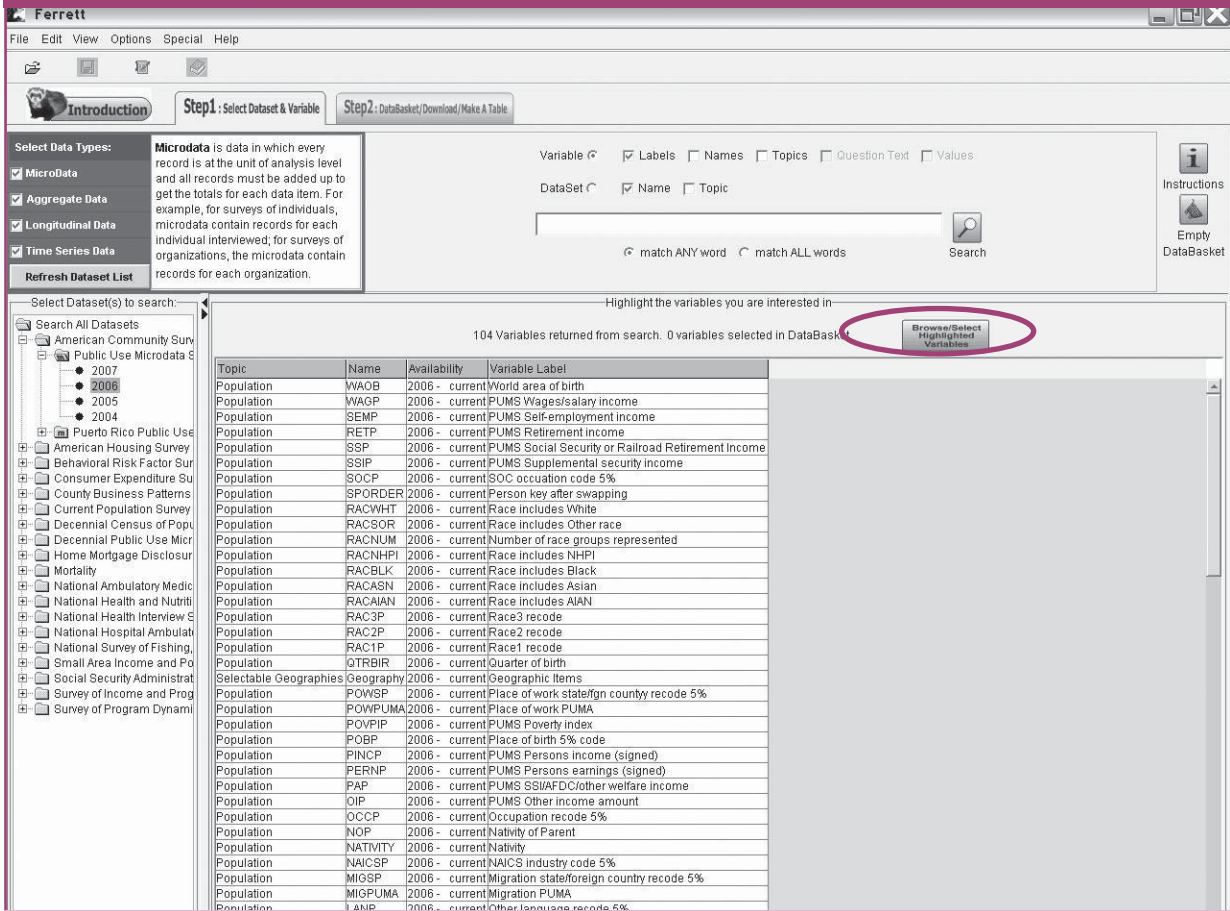 Ferrett
File Edit View Options Special Help
Introduction
Step1 : Select Dataset & Variable
Step2 : DataBasket/Download/Make A Table
Select Data Types:
MicroData
Aggregate Data
Longitudinal Data
Time Series Data
Refresh Dataset List
Microdata is data in which every
record is at the unit of analysis level
and all records must be added up to
get the totals for each data item. For
example, for surveys of individuals,
microdata contain records for each
individual interviewed; for surveys of
organizations, the microdata contain
records for each organization.
Variable Labels Names Topics Question Text Values
DataSet Name Topic
match ANY word match ALL words
Search
Instructions
Empty
DataBasket
Select Dataset(s) to search:
Search All Datasets
American Community Surv
Public Use Microdata S
2007
2006
2005
2004
Puerto Rico Public Use
American Housing Survey
Behavioral Risk Factor Sur
Consumer Expenditure Su
County Business Patterns
Current Population Survey
Decennial Census of Popu
Decennial Public Use Micr
Home Mortgage Disclosur
Mortality
National Ambulatory Medic
National Health and Nutriti
National Health Interview S
National Hospital Ambulat
National Survey of Fishing,
Small Area Income and Po
Social Security Administrat
Survey of Income and Prog
Survey of Program Dynami
Highlight the variables you are interested in
104 Variables returned from search. 0 variables selected in DataBasket
Browse/Select
Highlighted
Variables
Topic Name Availability Variable Label
Population WAOB 2006 - current World area of birth
Population WAGP 2006 - current PUMS Wages/salary income
Population SEMP 2006 - current PUMS Self-employment income
Population RETP 2006 - current PUMS Retirement income
Population SSP 2006 - current PUMS Social Security or Railroad Retirement Income
Population SSIP 2006 - current PUMS Supplemental security income
Population SOCP 2006 - current SOC occuation code 5%
Population SPORDER 2006 - current Person key after swapping
Population RACWHT 2006 - current Race includes White
Population RACSOR 2006 - current Race includes Other race
Population RACNUM 2006 - current Number of race groups represented
Population RACNHPI 2006 - current Race includes NHPI
Population RACBLK 2006 - current Race includes Black
Population RACASN 2006 - current Race includes Asian
Population RACAIAN 2006 - current Race includes AIAN
Population RAC3P 2006 - current Race3 recode
Population RAC2P 2006 - current Race2 recode
Population RAC1P 2006 - current Race1 recode
Population QTRBIR 2006 - current Quarter of birth
Selectable Geographies Geography 2006 - current Geographic Items
Population POWSP 2006 - current Place of work state/fgn countyy recode 5%
Population POWPUMA 2006 - current Place of work PUMA
Population POVPIP 2006 - current PUMS Poverty index
Population POBP 2006 - current Place of birth 5% code
Population PINCP 2006 - current PUMS Persons income (signed)
Population PERNP 2006 - current PUMS Persons earnings (signed)
Population PAP 2006 - current PUMS SSI/AFDC/other welfare income
Population OIP 2006 - current PUMS Other income amount
Population OCCP 2006 - current Occupation recode 5%
Population NOP 2006 - current Nativity of Parent
Population NATIVITY 2006 - current Nativity
Population NAICSP 2006 - current NAICS industry code 5%
Population MIGSP 2006 - current Migration state/foreign country recode 5%
Population MIGPUMA 2006 - current Migration PUMA
Population LANP 2006 - current Other language recode 5%